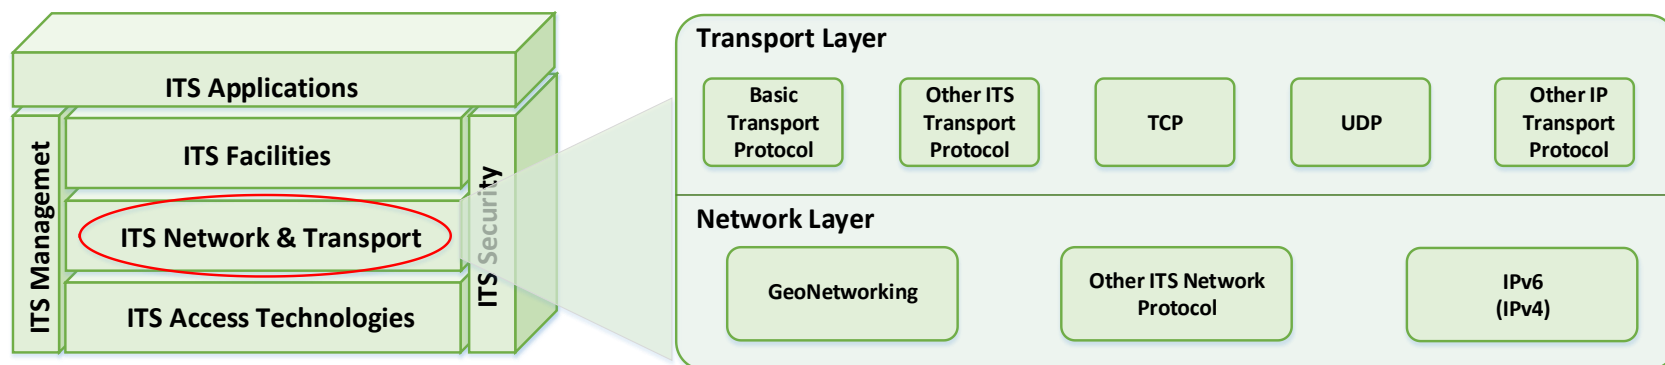 ITS Applications
ITS Managemet
ITS Facilities
ITS Network & Transport
ITS Access Technologies
ITS Security
Transport Layer
Basic
Transport
Protocol
Other ITS
Transport
Protocol
TCP
UDP
Other IP
Transport
Protocol
Network Layer
GeoNetworking
Other ITS Network
Protocol
IPv6
(IPv4)